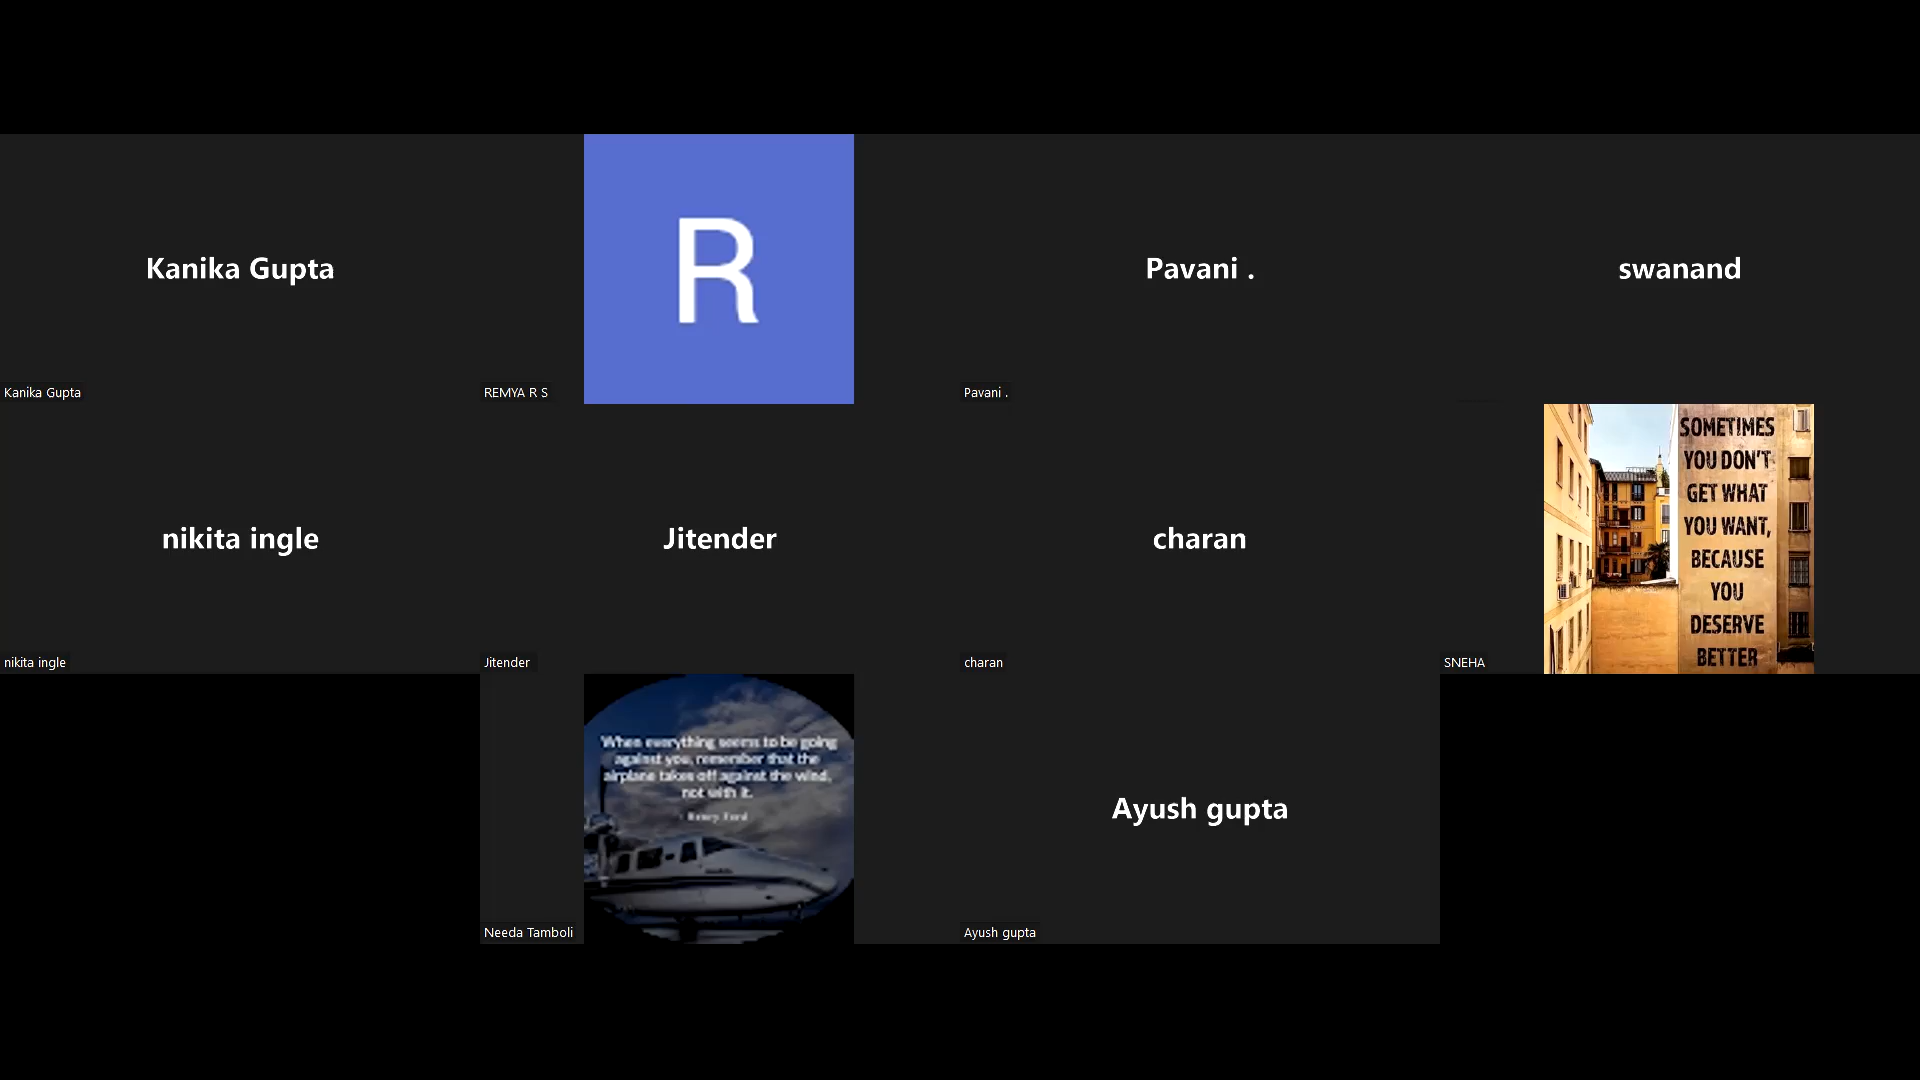 Kanika Gupta
R
Pavani .
swanand
Kanika Gupta
REMYA R S
Pavani .
nikita ingle
Jitender
charan
SOMETIMES
YOU DON'T
GET WHAT
YOU WANT,
BECAUSE
YOU
DESERVE
BETTER
nikita ingle
Jitender
charan
SNEHA
When everything seems to be going
against you, remember that the
airplane takes off against the wind,
not with it.
- Henry Ford
Ayush gupta
Needa Tamboli
Ayush gupta